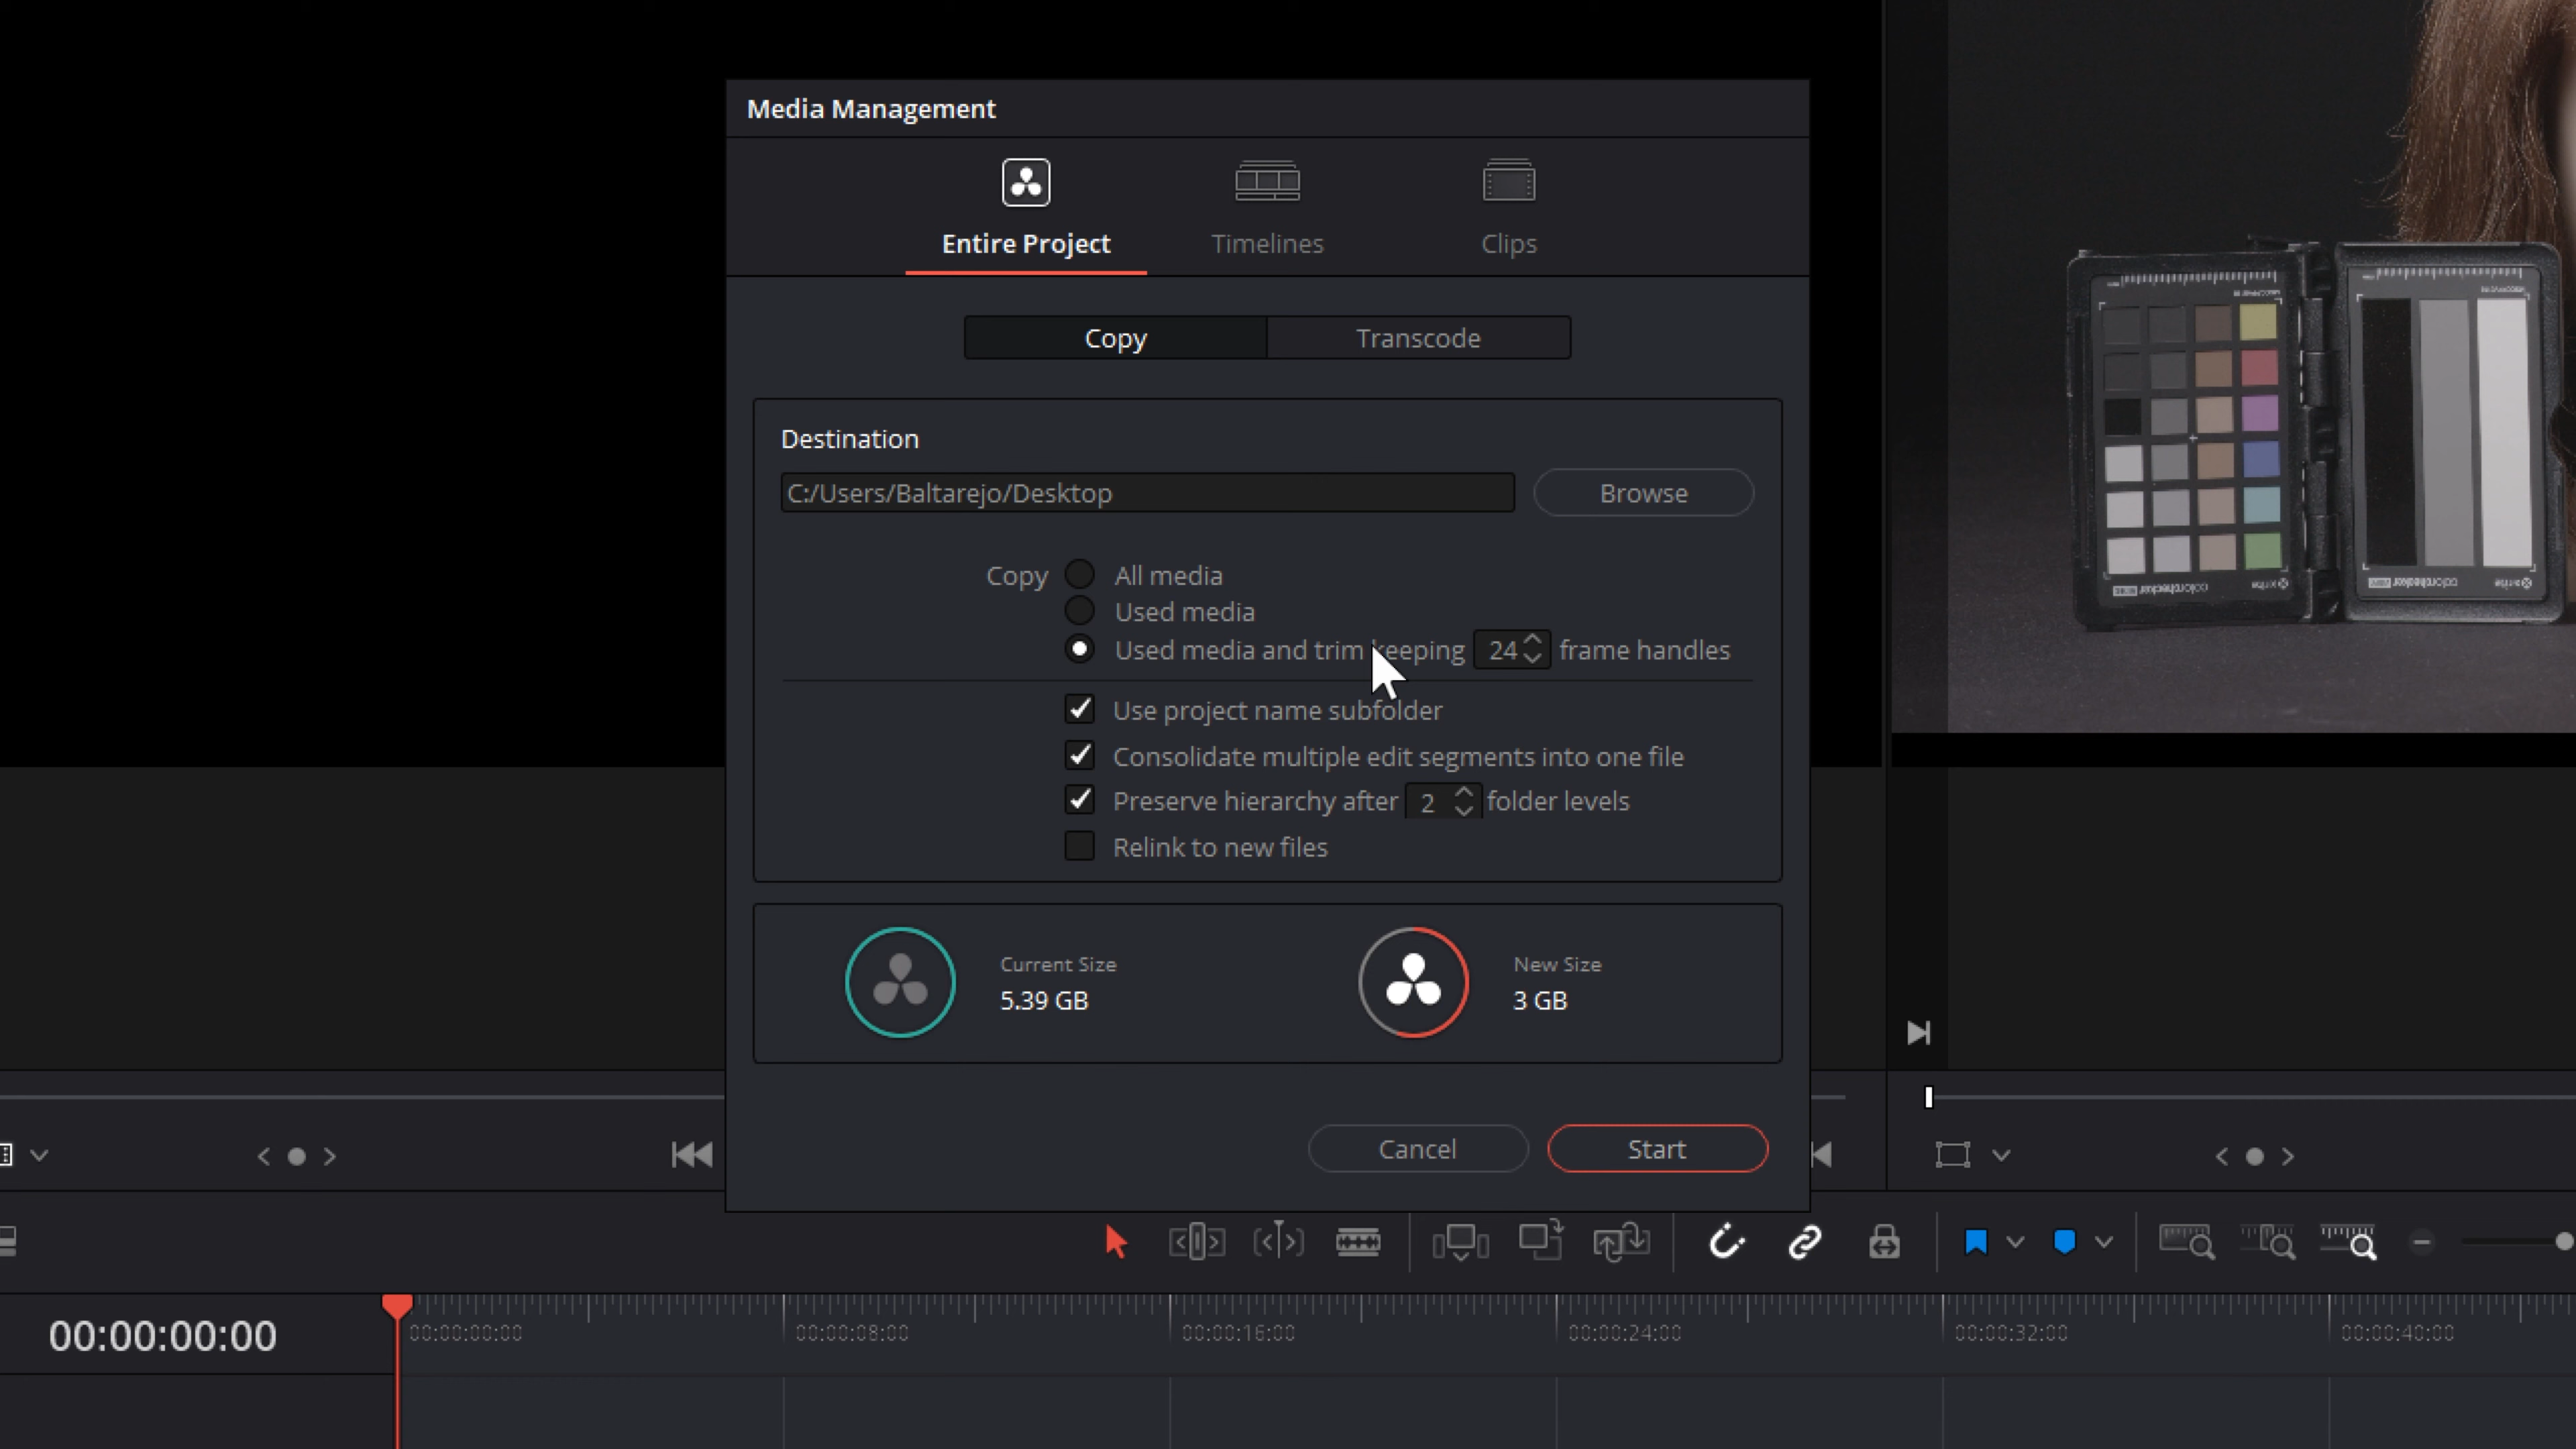 Media Management
Entire Project
Timelines
Clips
Copy
Transcode
Destination
C:/Users/Baltarejo/Desktop
Browse
Copy
All media
Used media
Used media and trim keeping 24 frame handles
Use project name subfolder
Consolidate multiple edit segments into one file
Preserve hierarchy after 2 folder levels
Relink to new files
Current Size
5.39 GB
New Size
3 GB
Cancel
Start
00:00:00:00
00:00:00:00
00:00:08:00
00:00:16:00
00:00:24:00
00:00:32:00
00:00:40:00